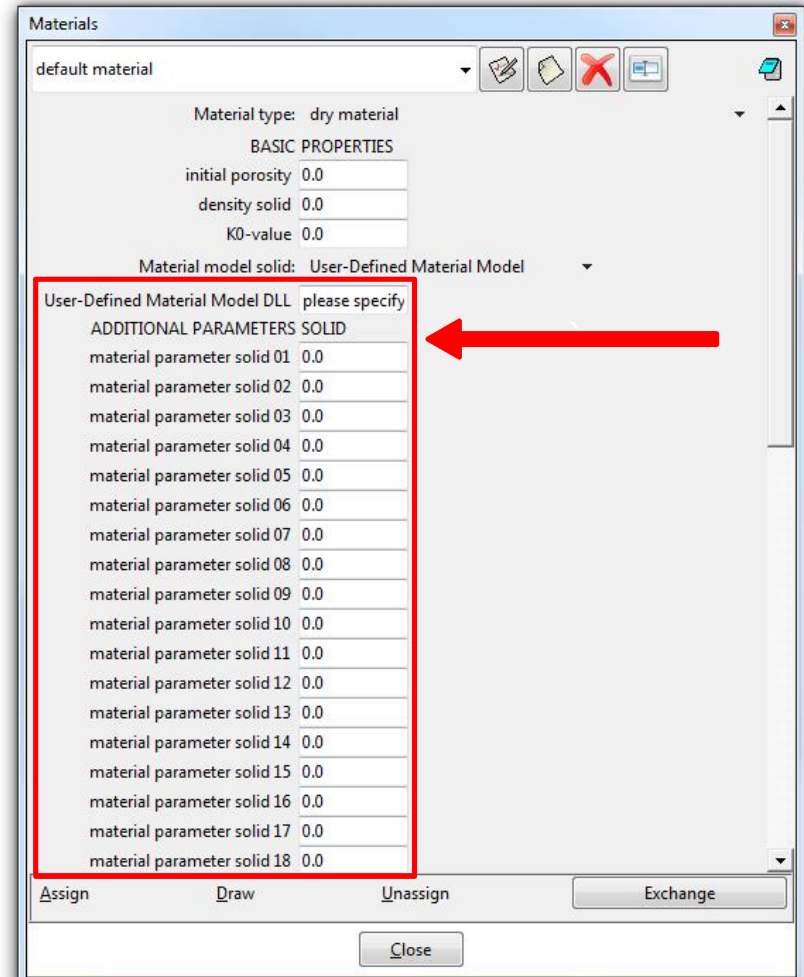 Materials
default material
Material type: dry material
BASIC PROPERTIES
initial porosity 0.0
density solid 0.0
K0-value 0.0
Material model solid: User-Defined Material Model
User-Defined Material Model DLL please specify
ADDITIONAL PARAMETERS SOLID
material parameter solid 01 0.0
material parameter solid 02 0.0
material parameter solid 03 0.0
material parameter solid 04 0.0
material parameter solid 05 0.0
material parameter solid 06 0.0
material parameter solid 07 0.0
material parameter solid 08 0.0
material parameter solid 09 0.0
material parameter solid 10 0.0
material parameter solid 11 0.0
material parameter solid 12 0.0
material parameter solid 13 0.0
material parameter solid 14 0.0
material parameter solid 15 0.0
material parameter solid 16 0.0
material parameter solid 17 0.0
material parameter solid 18 0.0
Assign Draw Unassign Exchange
Close